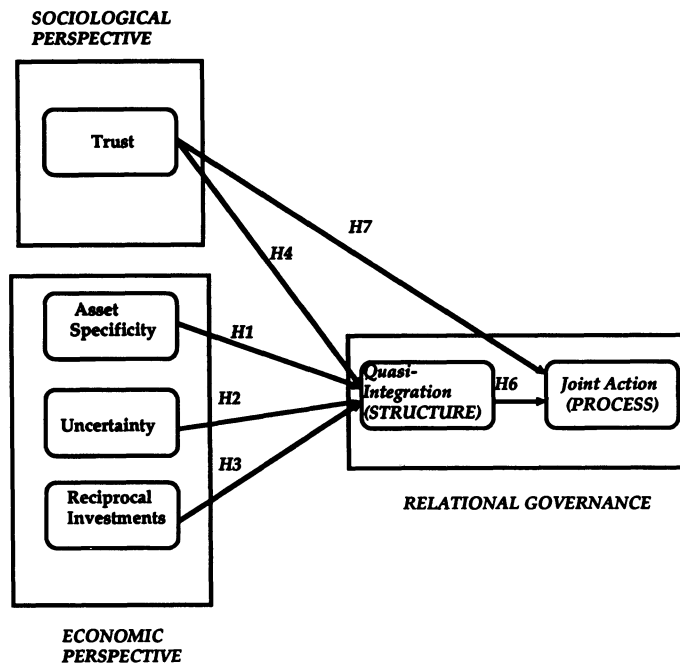 SOCIOLOGICAL
PERSPECTIVE
Trust
H7
H4
Asset
Specificity
H1
Uncertainty
H2
H3
Reciprocal
Investments
Quasi-
Integration
(STRUCTURE)
H6
Joint Action
(PROCESS)
RELATIONAL GOVERNANCE
ECONOMIC
PERSPECTIVE